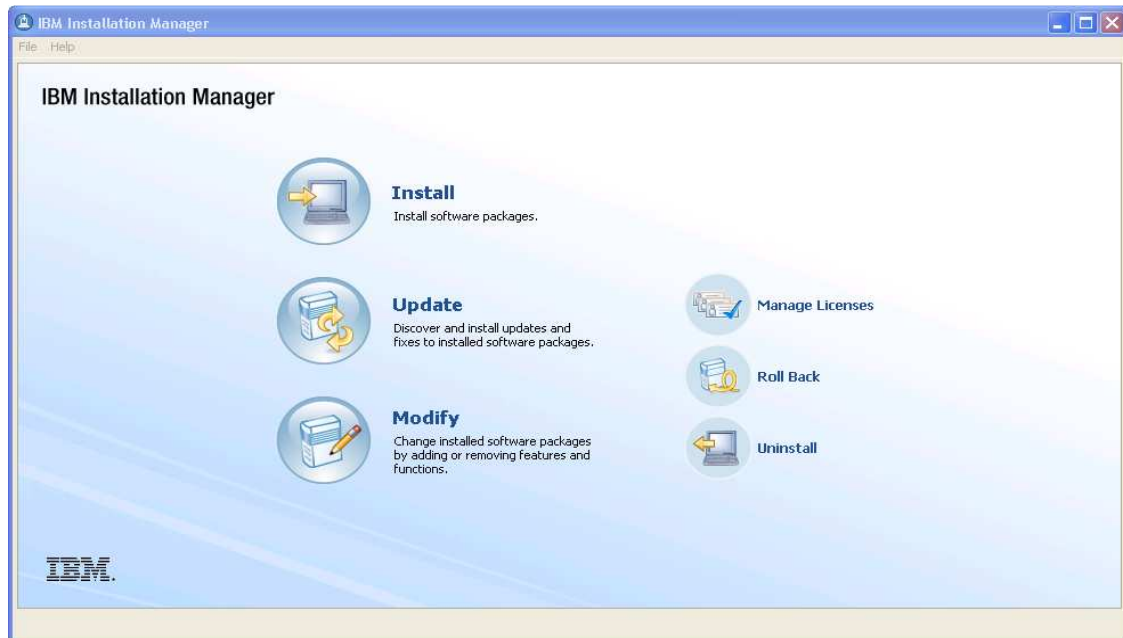 IBM Installation Manager
File Help
IBM Installation Manager
Install
Install software packages.
Update
Discover and install updates and
fixes to installed software packages.
Modify
Change installed software packages
by adding or removing features and
functions.
Manage Licenses
Roll Back
Uninstall
IBM.